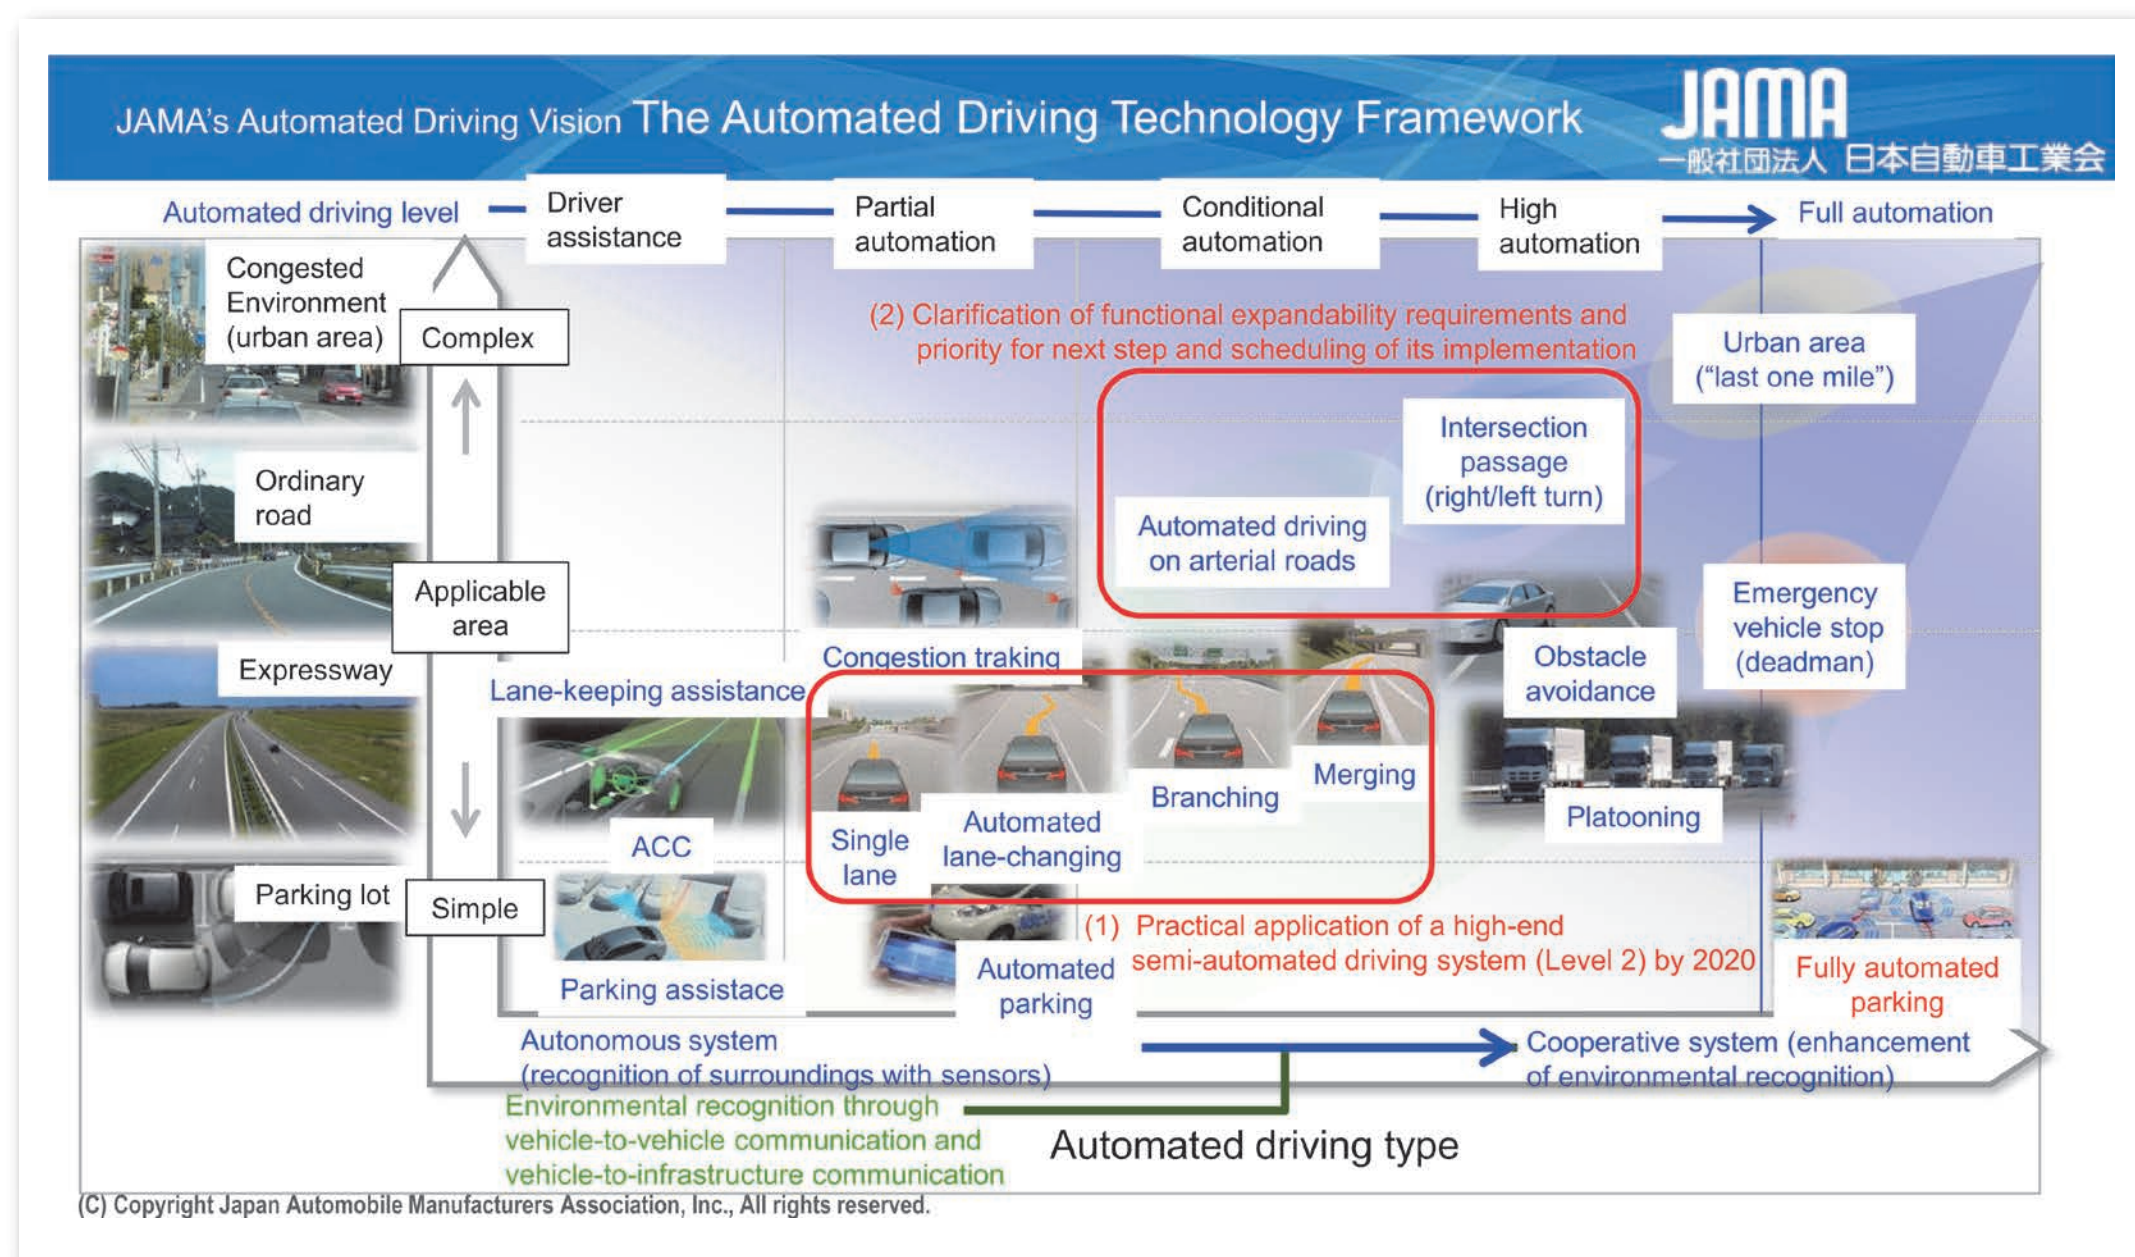 JAMA's Automated Driving Vision The Automated Driving Technology Framework
JAMA
一般社団法人 日本自動車工業会
Automated driving level
Driver
assistance
Partial
automation
Conditional
automation
High
automation
Full automation
Congested
Environment
(urban area)
Complex
(2) Clarification of functional expandability requirements and
priority for next step and scheduling of its implementation
Urban area
("last one mile")
Intersection
passage
(right/left turn)
Ordinary
road
Automated driving
on arterial roads
Applicable
area
Emergency
vehicle stop
(deadman)
Expressway
Congestion traking
Obstacle
avoidance
Lane-keeping assistance
Merging
Branching
Platooning
ACC
Single
lane
Automated
lane-changing
Parking lot
Simple
(1) Practical application of a high-end
semi-automated driving system (Level 2) by 2020
Parking assistace
Automated
parking
Fully automated
parking
Autonomous system
(recognition of surroundings with sensors)
Cooperative system (enhancement
of environmental recognition)
Environmental recognition through
vehicle-to-vehicle communication and
vehicle-to-infrastructure communication
Automated driving type
(C) Copyright Japan Automobile Manufacturers Association, Inc., All rights reserved.